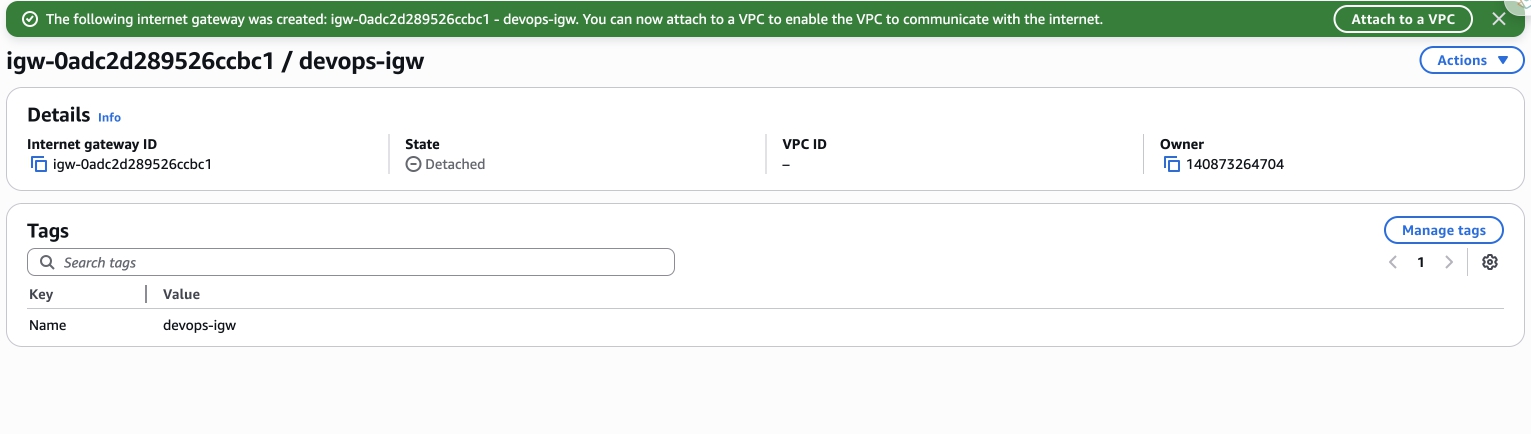 The following internet gateway was created: igw-0adc2d289526ccbc1 - devops-igw. You can now attach to a VPC to enable the VPC to communicate with the internet. Attach to a VPC
igw-0adc2d289526ccbc1 / devops-igw Actions
Details Info
Internet gateway ID State VPC ID Owner
igw-0adc2d289526ccbc1 Detached – 140873264704
Tags Manage tags
Search tags 1
Key Value
Name devops-igw